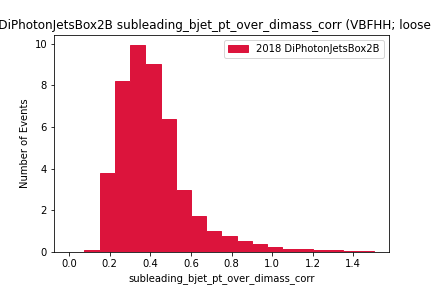 DiPhotonJetsBox2B subleading_bjet_pt_over_dimass_corr (VBFHH; loose
2018 DiPhotonJetsBox2B
Number of Events
10
8
6
4
2
0
0.0 0.2 0.4 0.6 0.8 1.0 1.2 1.4
subleading_bjet_pt_over_dimass_corr